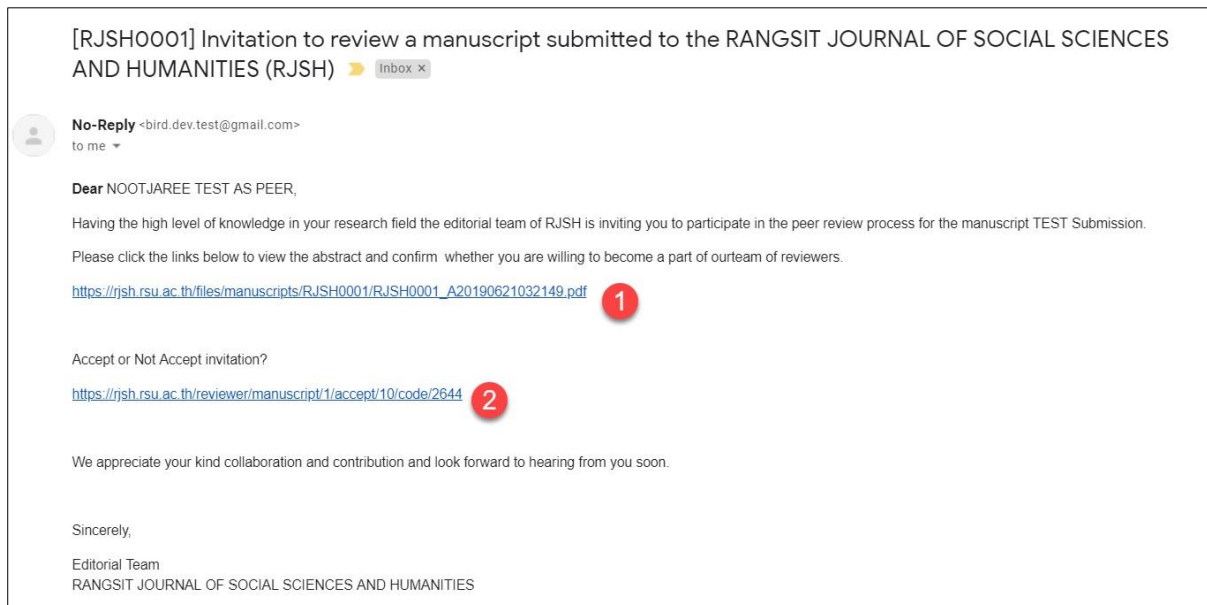 [RJSH0001] Invitation to review a manuscript submitted to the RANGSIT JOURNAL OF SOCIAL SCIENCES
AND HUMANITIES (RJSH) Inbox ×
No-Reply <bird.dev.test@gmail.com>
to me
Dear NOOTJAREE TEST AS PEER,
Having the high level of knowledge in your research field the editorial team of RJSH is inviting you to participate in the peer review process for the manuscript TEST Submission.
Please click the links below to view the abstract and confirm whether you are willing to become a part of ourteam of reviewers.
https://rjsh.rsu.ac.th/files/manuscripts/RJSH0001/RJSH0001_A20190621032149.pdf 1
Accept or Not Accept invitation?
https://rjsh.rsu.ac.th/reviewer/manuscript/1/accept/10/code/2644 2
We appreciate your kind collaboration and contribution and look forward to hearing from you soon.
Sincerely,
Editorial Team
RANGSIT JOURNAL OF SOCIAL SCIENCES AND HUMANITIES